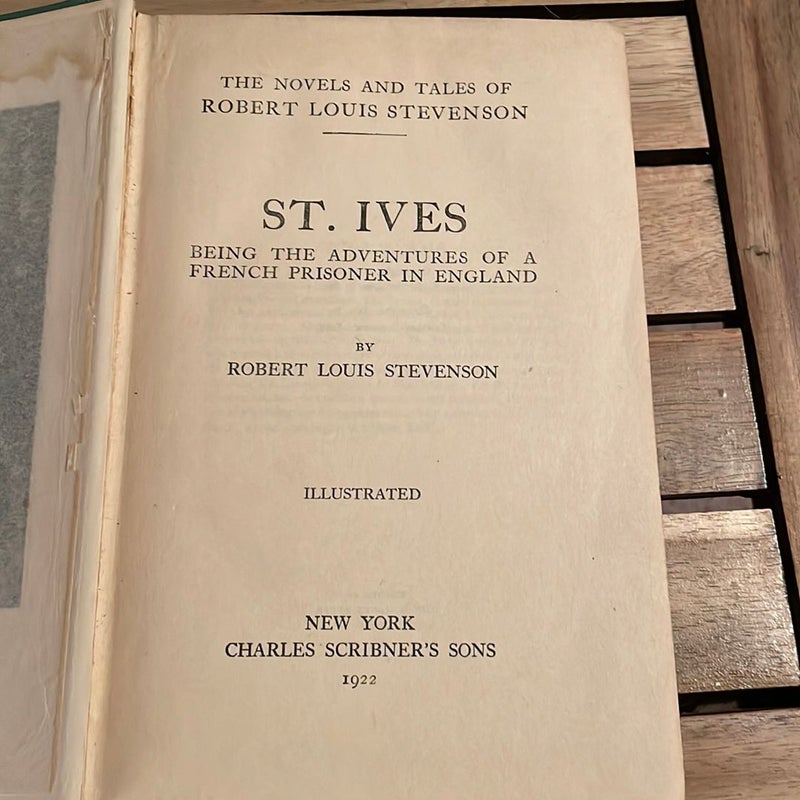 THE NOVELS AND TALES OF
ROBERT LOUIS STEVENSON
ST. IVES
BEING THE ADVENTURES OF A
FRENCH PRISONER IN ENGLAND
BY
ROBERT LOUIS STEVENSON
ILLUSTRATED
NEW YORK
CHARLES SCRIBNER'S SONS
1922